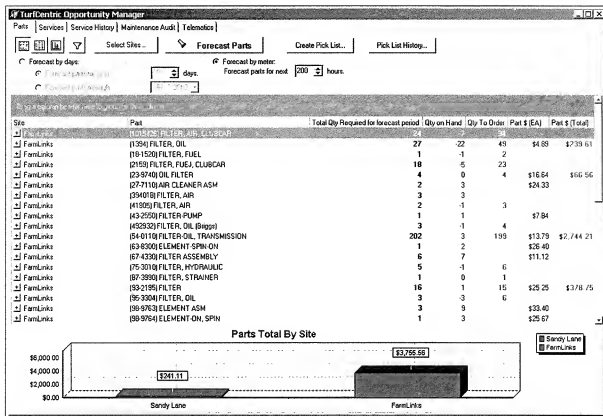 TurfCentric Opportunity Manager
Parts Services Service History Maintenance Audit Telematics
Select Sites ... Forecast Parts Create Pick List... Pick List History...
Forecast by days: Forecast by meter:
days. Forecast parts for next 200 hours.
Site Part Total Qty Required for forecast period Qty on Hand Qty To Order Part $ (EA) Part $ (Total)
FILTER, AIR, CLUBCAR 24
FarmLinks (1394) FILTER, OIL 27 -22 49 $4.89 $239.61
FarmLinks (18-1520) FILTER, FUEL 1 -1 2
FarmLinks (2159) FILTER, FUEJ, CLUBCAR 18 -5 23
FarmLinks (23-9740) OIL FILTER 4 0 4 $16.64 $66.56
FarmLinks (27-7110) AIR CLEANER ASM 2 3 $24.33
FarmLinks (394018) FILTER, AIR 3 3
FarmLinks (41905) FILTER, AIR 2 -1 3
FarmLinks (43-2550) FILTER-PUMP 1 1 $7.84
FarmLinks (492932) FILTER, OIL (Briggs) 3 -1 4
FarmLinks (54-0110) FILTER-OIL, TRANSMISSION 202 3 199 $13.79 $2,744.21
FarmLinks (63-8300) ELEMENT-SPIN-ON 1 2 $26.40
FarmLinks (67-4330) FILTER ASSEMBLY 6 7 $11.12
FarmLinks (75-3010) FILTER, HYDRAULIC 5 -1 6
FarmLinks (87-3990) FILTER, STRAINER 1 0 1
FarmLinks (93-2195) FILTER 16 1 15 $25.25 $378.75
FarmLinks (95-3304) FILTER, OIL 3 -3 6
FarmLinks (98-9763) ELEMENT ASM 3 9 $33.40
FarmLinks (98-9764) ELEMENT-ON, SPIN 1 3 $25.67
Parts Total By Site
Sandy Lane
FarmLinks
$6,000.00
$4,000.00
$2,000.00
$0.00
$241.11
$3,755.56
Sandy Lane FarmLinks